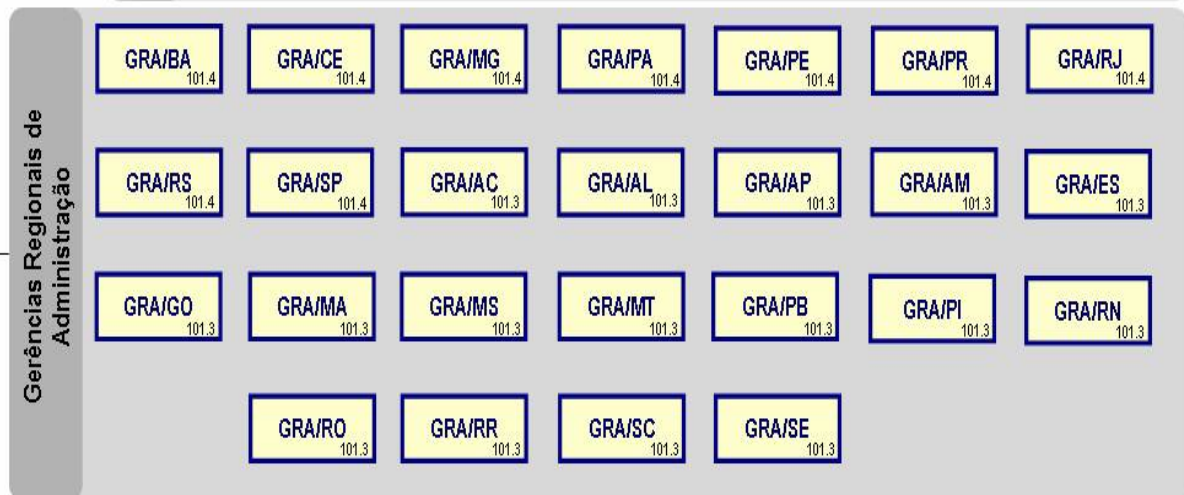 Gerências Regionais de
Administração
GRA/BA
101.4
GRA/CE
101.4
GRA/MG
101.4
GRA/PA
101.4
GRA/PE
101.4
GRA/PR
101.4
GRA/RJ
101.4
GRA/RS
101.4
GRA/SP
101.4
GRA/AC
101.3
GRA/AL
101.3
GRA/AP
101.3
GRA/AM
101.3
GRA/ES
101.3
GRA/GO
101.3
GRA/MA
101.3
GRA/MS
101.3
GRA/MT
101.3
GRA/PB
101.3
GRA/PI
101.3
GRA/RN
101.3
GRA/RO
101.3
GRA/RR
101.3
GRA/SC
101.3
GRA/SE
101.3